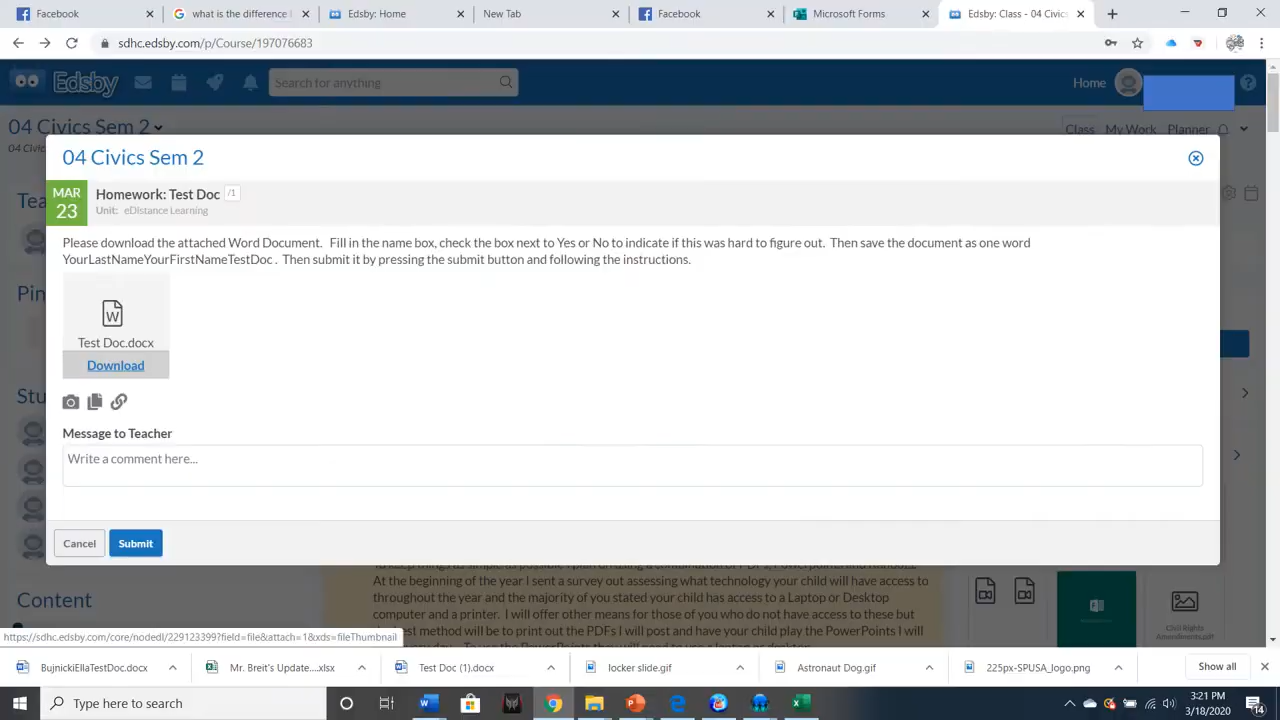 Facebook
what is the difference
Edsby: Home
New Tab
Facebook
Microsoft Forms
Edsby: Class - 04 Civics
sdhc.edsby.com/p/Course/197076683
Edsby
Search for anything
Home
04 Civics Sem 2
Class
My Work
Planner
04 Civics Sem 2
MAR
23
Homework: Test Doc /1
Unit: eDistance Learning
Please download the attached Word Document. Fill in the name box, check the box next to Yes or No to indicate if this was hard to figure out. Then save the document as one word
YourLastNameYourFirstNameTestDoc . Then submit it by pressing the submit button and following the instructions.
W
Test Doc.docx
Download
Message to Teacher
Write a comment here...
Cancel
Submit
At the beginning of the year I sent a survey out assessing what technology your child will have access to
throughout the year and the majority of you stated your child has access to a Laptop or Desktop
computer and a printer. I will offer other means for those of you who do not have access to these but
method will be to print out the PDFs I will post and have your child play the PowerPoints I will
Content
Civil Rights
Amendments.pdf
https://sdhc.edsby.com/core/nodedl/229123399?field=file&attach=1&xds=fileThumbnail
BujnickiEllaTestDoc.docx
Mr. Breit's Update....xlsx
Test Doc (1).docx
locker slide.gif
Astronaut Dog.gif
225px-SPUSA_logo.png
Show all
Type here to search
3:21 PM
3/18/2020